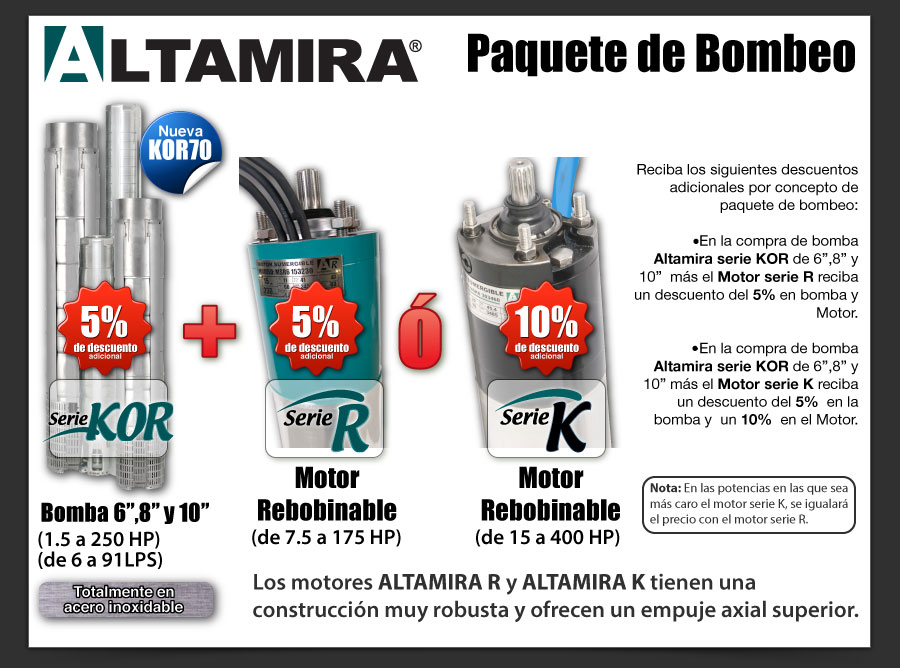 ALTAMIRA®
Paquete de Bombeo
Nueva
KOR70
Reciba los siguientes descuentos
adicionales por concepto de
paquete de bombeo:
•En la compra de bomba
Altamira serie KOR de 6”,8” y
10” más el Motor serie R reciba
un descuento del 5% en bomba y
Motor.
•En la compra de bomba
Altamira serie KOR de 6”,8” y
10” más el Motor serie K reciba
un descuento del 5% en la
bomba y un 10% en el Motor.
5%
de descuento
adicional
+
5%
de descuento
adicional
Ó
10%
de descuento
adicional
Serie KOR
Serie R
Serie K
Bomba 6”,8” y 10”
(1.5 a 250 HP)
(de 6 a 91LPS)
Totalmente en
acero inoxidable
Motor
Rebobinable
(de 7.5 a 175 HP)
Motor
Rebobinable
(de 15 a 400 HP)
Nota: En las potencias en las que sea
más caro el motor serie K, se igualará
el precio con el motor serie R.
Los motores ALTAMIRA R y ALTAMIRA K tienen una
construcción muy robusta y ofrecen un empuje axial superior.